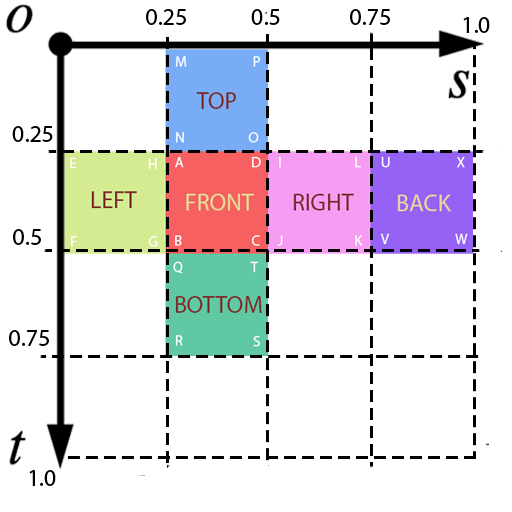 O 0.25 0.5 0.75 1.0
s
M P
TOP
N O
0.25
E H A D I L U X
LEFT FRONT RIGHT BACK
F G B C J K V W
0.5
Q T
BOTTOM
R S
0.75
t
1.0